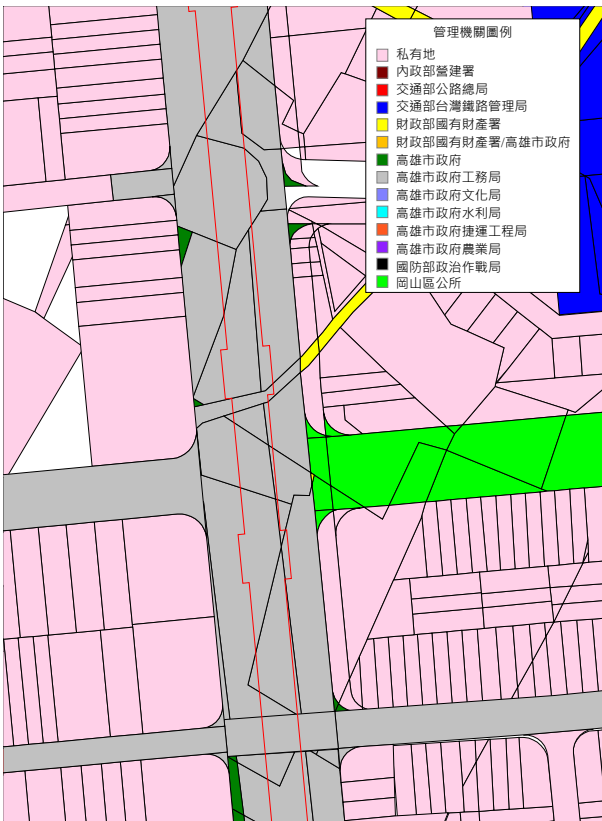 管理機關圖例
私有地
內政部營建署
交通部公路總局
交通部台灣鐵路管理局
財政部國有財產署
財政部國有財產署/高雄市政府
高雄市政府
高雄市政府工務局
高雄市政府文化局
高雄市政府水利局
高雄市政府捷運工程局
高雄市政府農業局
國防部政治作戰局
岡山區公所